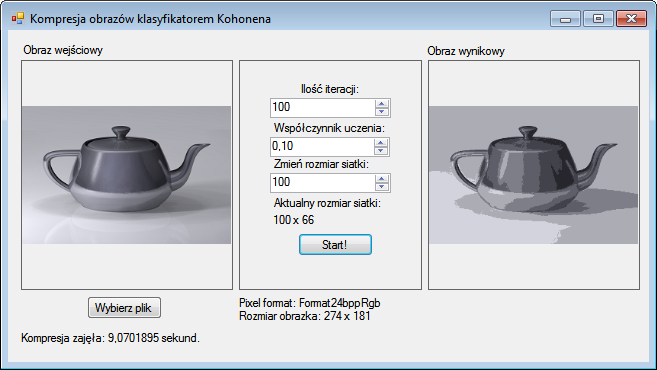 Kompresja obrazów klasyfikatorem Kohonena
Obraz wejściowy
Obraz wynikowy
Ilość iteracji:
100
Współczynnik uczenia:
0,10
Zmień rozmiar siatki:
100
Aktualny rozmiar siatki:
100 x 66
Start!
Wybierz plik
Pixel format: Format24bppRgb
Rozmiar obrazka: 274 x 181
Kompresja zajęła: 9,0701895 sekund.